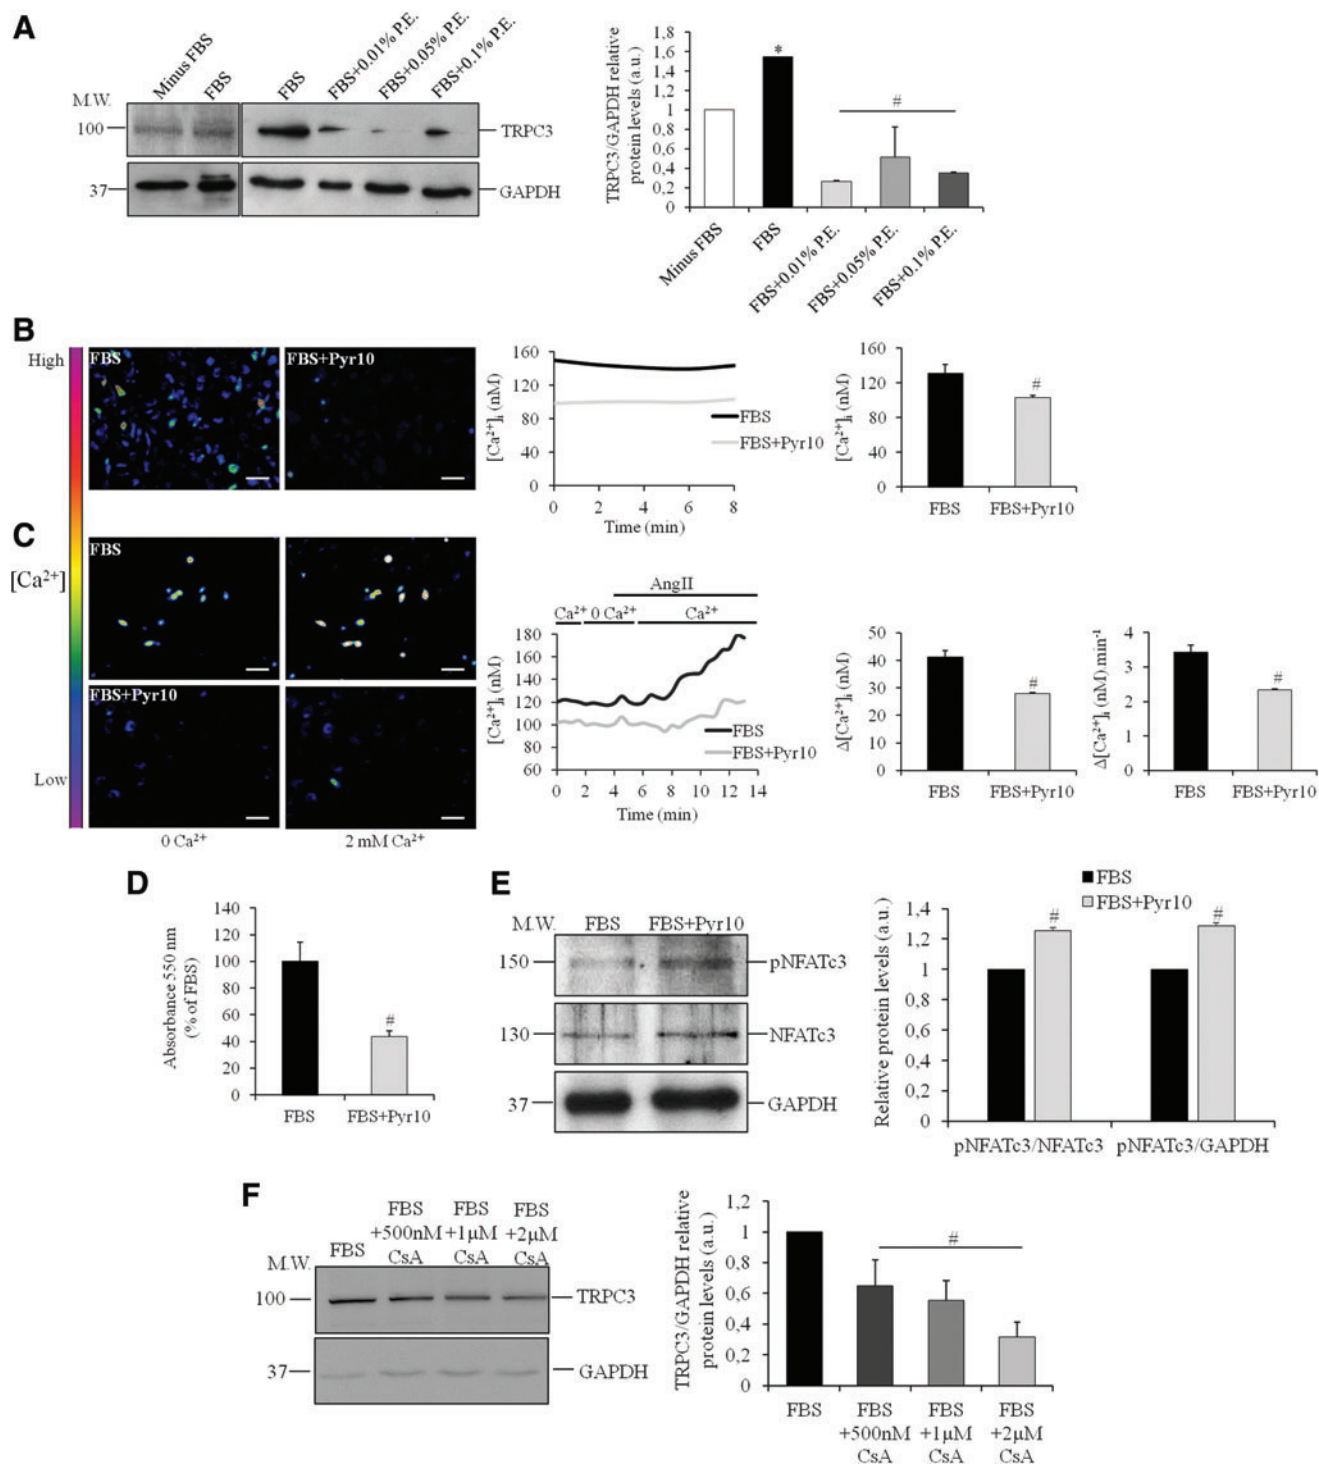 A
Minus FBS
FBS
FBS
FBS+0.01% P.E.
FBS+0.05% P.E.
FBS+0.1% P.E.
M.W.
100
TRPC3
37
GAPDH
TRPC3/GAPDH relative
protein levels (a.u.)
1,8
1,6
1,4
1,2
1
0,8
0,6
0,4
0,2
0
*
#
Minus FBS
FBS
FBS+0.01% P.E.
FBS+0.05% P.E.
FBS+0.1% P.E.
B
High
[Ca²⁺]
Low
FBS
FBS+Pyr10
[Ca²⁺]ᵢ (nM)
160
140
120
100
80
60
40
0
2
4
6
8
Time (min)
FBS
FBS+Pyr10
[Ca²⁺]ᵢ (nM)
160
120
80
40
0
#
FBS
FBS+Pyr10
C
FBS
FBS+Pyr10
0 Ca²⁺
2 mM Ca²⁺
AngII
Ca²⁺
0 Ca²⁺
Ca²⁺
[Ca²⁺]ᵢ (nM)
180
160
140
120
100
80
60
0
2
4
6
8
10
12
14
Time (min)
FBS
FBS+Pyr10
Δ[Ca²⁺]ᵢ (nM)
50
40
30
20
10
0
#
FBS
FBS+Pyr10
Δ[Ca²⁺]ᵢ (nM) min⁻¹
4
3
2
1
0
#
FBS
FBS+Pyr10
D
Absorbance 550 nm
(% of FBS)
140
120
100
80
60
40
20
0
#
FBS
FBS+Pyr10
E
M.W.
FBS
FBS+Pyr10
150
pNFATc3
130
NFATc3
37
GAPDH
FBS
FBS+Pyr10
Relative protein levels (a.u.)
1,4
1,2
1
0,8
0,6
0,4
0,2
0
#
#
pNFATc3/NFATc3
pNFATc3/GAPDH
F
M.W.
FBS
FBS
+500nM
CsA
FBS
+1μM
CsA
FBS
+2μM
CsA
100
TRPC3
37
GAPDH
TRPC3/GAPDH relative
protein levels (a.u.)
1,2
1
0,8
0,6
0,4
0,2
0
#
FBS
FBS
+500nM
CsA
FBS
+1μM
CsA
FBS
+2μM
CsA